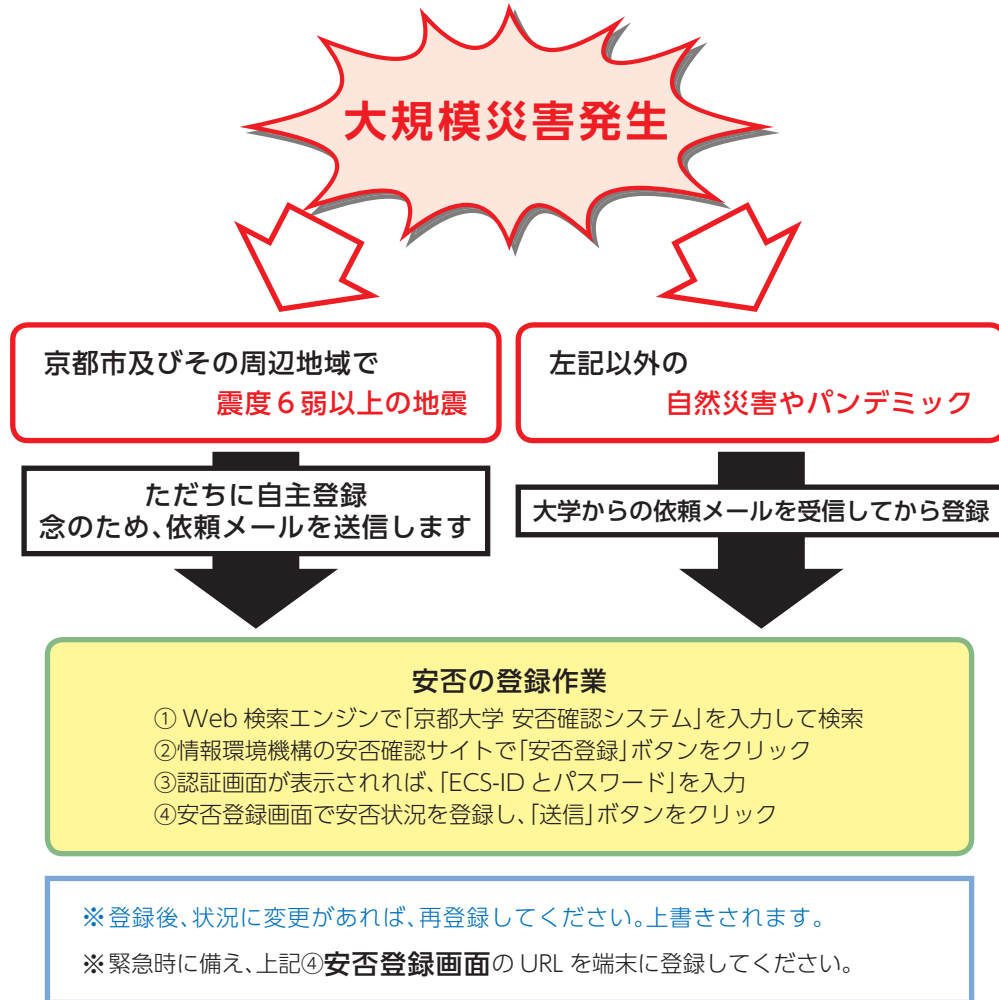 大規模災害発生
京都市及びその周辺地域で
震度6弱以上の地震
左記以外の
自然災害やパンデミック
ただちに自主登録
念のため、依頼メールを送信します
大学からの依頼メールを受信してから登録
安否の登録作業
① Web 検索エンジンで「京都大学 安否確認システム」を入力して検索
②情報環境機構の安否確認サイトで「安否登録」ボタンをクリック
③認証画面が表示されれば、「ECS-ID とパスワード」を入力
④安否登録画面で安否状況を登録し、「送信」ボタンをクリック
※登録後、状況に変更があれば、再登録してください。上書きされます。
※緊急時に備え、上記④安否登録画面の URL を端末に登録してください。